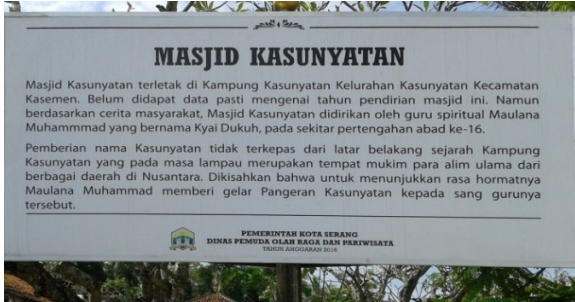 MASJID KASUNYATAN
Masjid Kasunyatan terletak di Kampung Kasunyatan Kelurahan Kasunyatan Kecamatan
Kasemen. Belum didapat data pasti mengenai tahun pendirian masjid ini. Namun
berdasarkan cerita masyarakat, Masjid Kasunyatan didirikan oleh guru spiritual Maulana
Muhammmad yang bernama Kyai Dukuh, pada sekitar pertengahan abad ke-16.
Pemberian nama Kasunyatan tidak terkepas dari latar belakang sejarah Kampung
Kasunyatan yang pada masa lampau merupakan tempat mukim para alim ulama dari
berbagai daerah di Nusantara. Dikisahkan bahwa untuk menunjukkan rasa hormatnya
Maulana Muhammad memberi gelar Pangeran Kasunyatan kepada sang gurunya
tersebut.
PEMERINTAH KOTA SERANG
DINAS PEMUDA OLAH RAGA DAN PARIWISATA
TAHUN ANGGARAN 2016